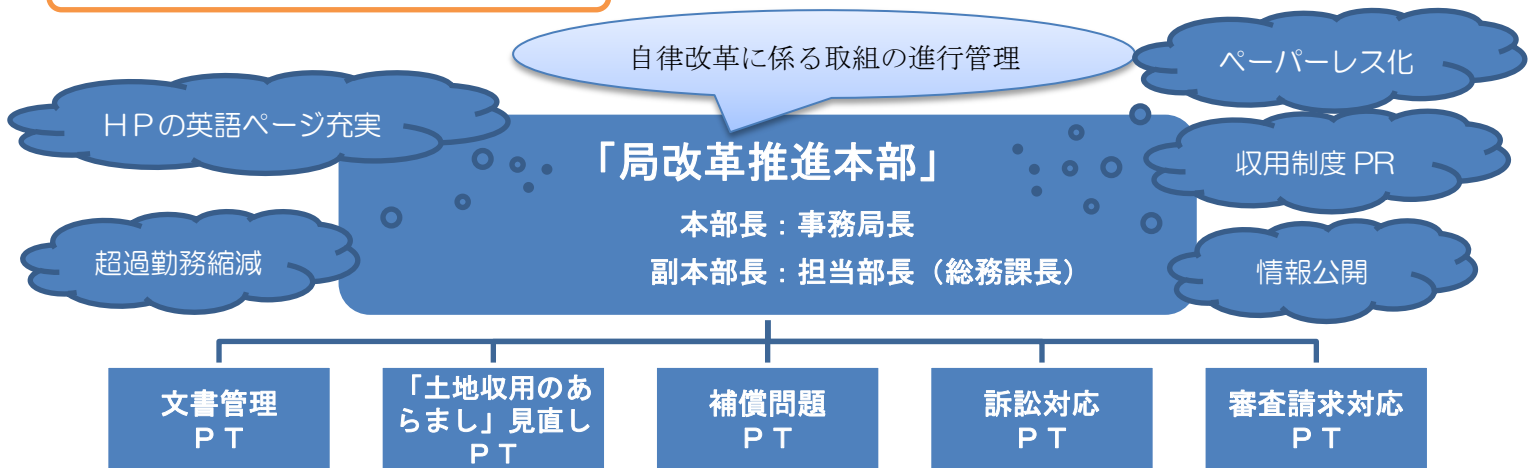 自律改革に係る取組の進行管理
ペーパーレス化
ＨＰの英語ページ充実
「局改革推進本部」
収用制度 PR
本部長：事務局長
超過勤務縮減
副本部長：担当部長（総務課長）
情報公開
文書管理
ＰＴ
「土地収用のあ
らまし」見直し
ＰＴ
補償問題
ＰＴ
訴訟対応
ＰＴ
審査請求対応
ＰＴ